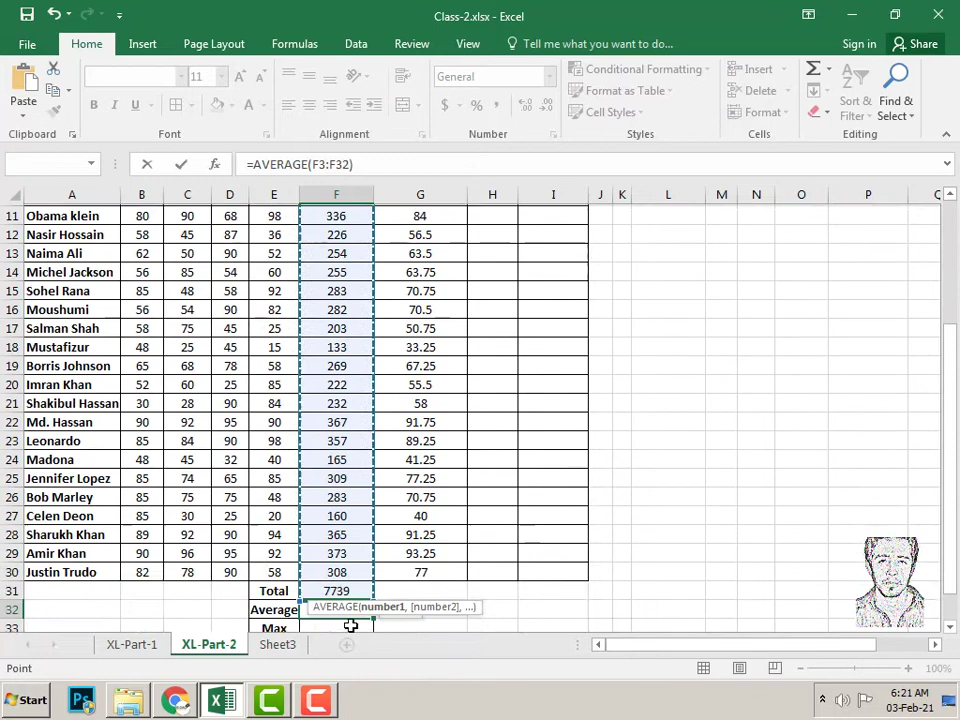 Class-2.xlsx - Excel
File Home Insert Page Layout Formulas Data Review View Tell me what you want to do... Sign in Share
Paste
11
General
Conditional Formatting
Format as Table
Cell Styles
Insert
Delete
Format
Sort & Filter
Find & Select
Clipboard Font Alignment Number Styles Cells Editing
=AVERAGE(F3:F32)
A B C D E F G H I J K L M N O P Q
11 Obama klein 80 90 68 98 336 84
12 Nasir Hossain 58 45 87 36 226 56.5
13 Naima Ali 62 50 90 52 254 63.5
14 Michel Jackson 56 85 54 60 255 63.75
15 Sohel Rana 85 48 58 92 283 70.75
16 Moushumi 56 54 90 82 282 70.5
17 Salman Shah 58 75 45 25 203 50.75
18 Mustafizur 48 25 45 15 133 33.25
19 Borris Johnson 65 68 78 58 269 67.25
20 Imran Khan 52 60 25 85 222 55.5
21 Shakibul Hassan 30 28 90 84 232 58
22 Md. Hassan 90 92 95 90 367 91.75
23 Leonardo 85 84 90 98 357 89.25
24 Madona 48 45 32 40 165 41.25
25 Jennifer Lopez 85 74 65 85 309 77.25
26 Bob Marley 85 75 75 48 283 70.75
27 Celen Deon 85 30 25 20 160 40
28 Sharukh Khan 89 92 90 94 365 91.25
29 Amir Khan 90 96 95 92 373 93.25
30 Justin Trudo 82 78 90 58 308 77
31 Total 7739
32 Average AVERAGE(number1, [number2], ...)
33 Max
XL-Part-1 XL-Part-2 Sheet3
Point 100%
Start 6:21 AM
03-Feb-21